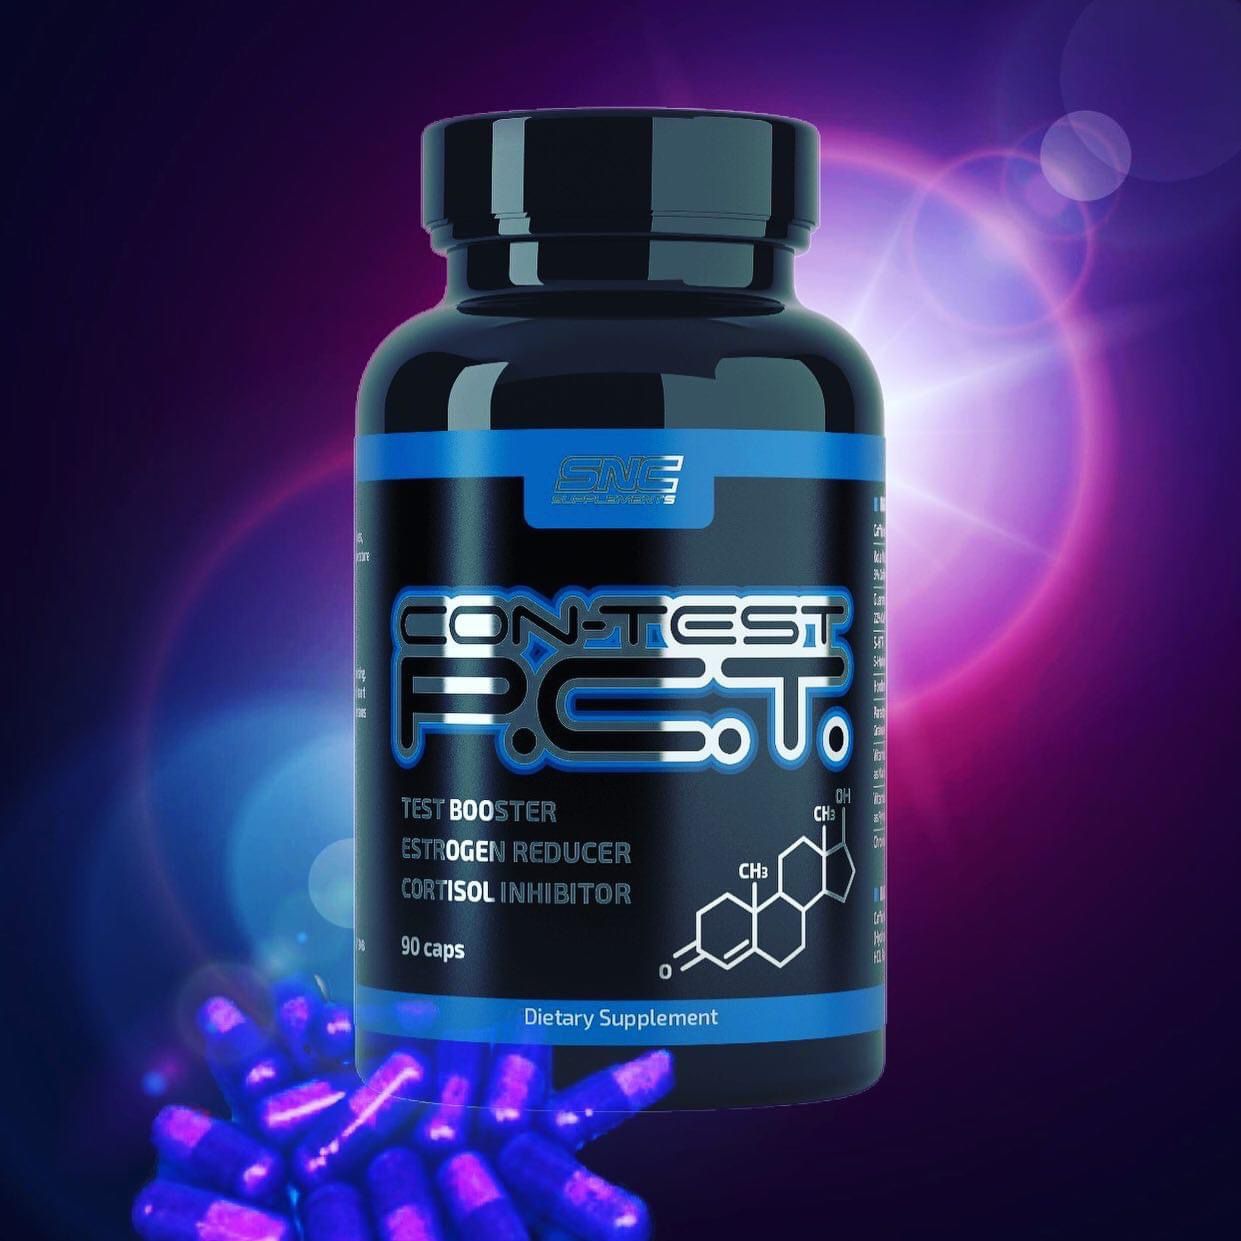 SNC
SUPPLEMENTS
CON-TEST
P.C.T.
TEST BOOSTER
ESTROGEN REDUCER
CORTISOL INHIBITOR
90 caps
OH
CH₃
CH₃
O
Dietary Supplement